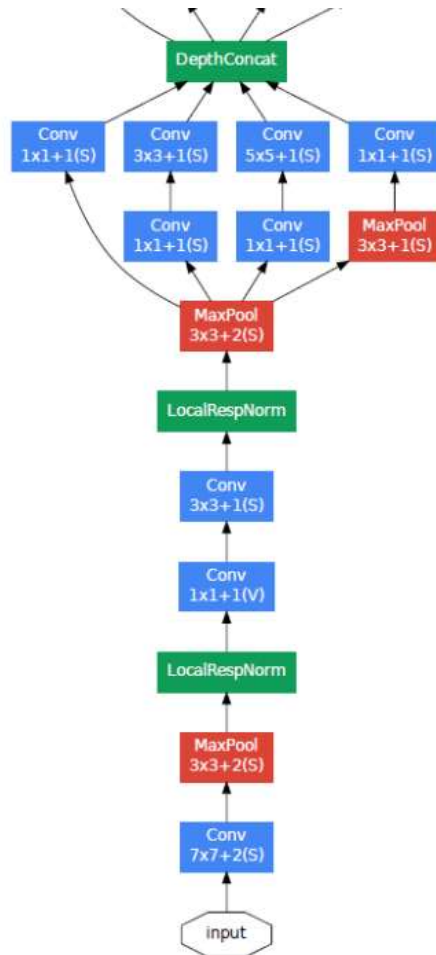 DepthConcat
Conv
1x1+1(S)
Conv
3x3+1(S)
Conv
5x5+1(S)
Conv
1x1+1(S)
Conv
1x1+1(S)
Conv
1x1+1(S)
MaxPool
3x3+1(S)
MaxPool
3x3+2(S)
LocalRespNorm
Conv
3x3+1(S)
Conv
1x1+1(V)
LocalRespNorm
MaxPool
3x3+2(S)
Conv
7x7+2(S)
input